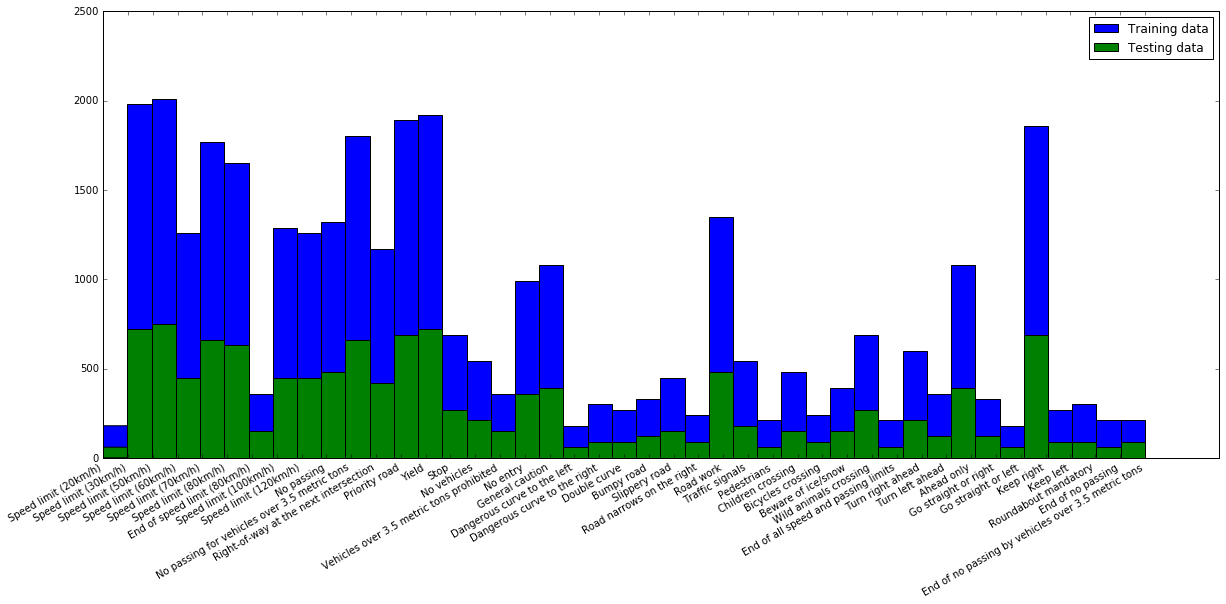 2500
2000
1500
1000
500
0
Training data
Testing data
Speed limit (20km/h)
Speed limit (30km/h)
Speed limit (50km/h)
Speed limit (60km/h)
Speed limit (70km/h)
Speed limit (80km/h)
End of speed limit (80km/h)
Speed limit (100km/h)
Speed limit (120km/h)
No passing
No passing for vehicles over 3.5 metric tons
Right-of-way at the next intersection
Priority road
Yield
Stop
No vehicles
Vehicles over 3.5 metric tons prohibited
No entry
General caution
Dangerous curve to the left
Dangerous curve to the right
Double curve
Bumpy road
Slippery road
Road narrows on the right
Road work
Traffic signals
Pedestrians
Children crossing
Bicycles crossing
Beware of ice/snow
Wild animals crossing
End of all speed and passing limits
Turn right ahead
Turn left ahead
Ahead only
Go straight or right
Go straight or left
Keep right
Keep left
Roundabout mandatory
End of no passing
End of no passing by vehicles over 3.5 metric tons